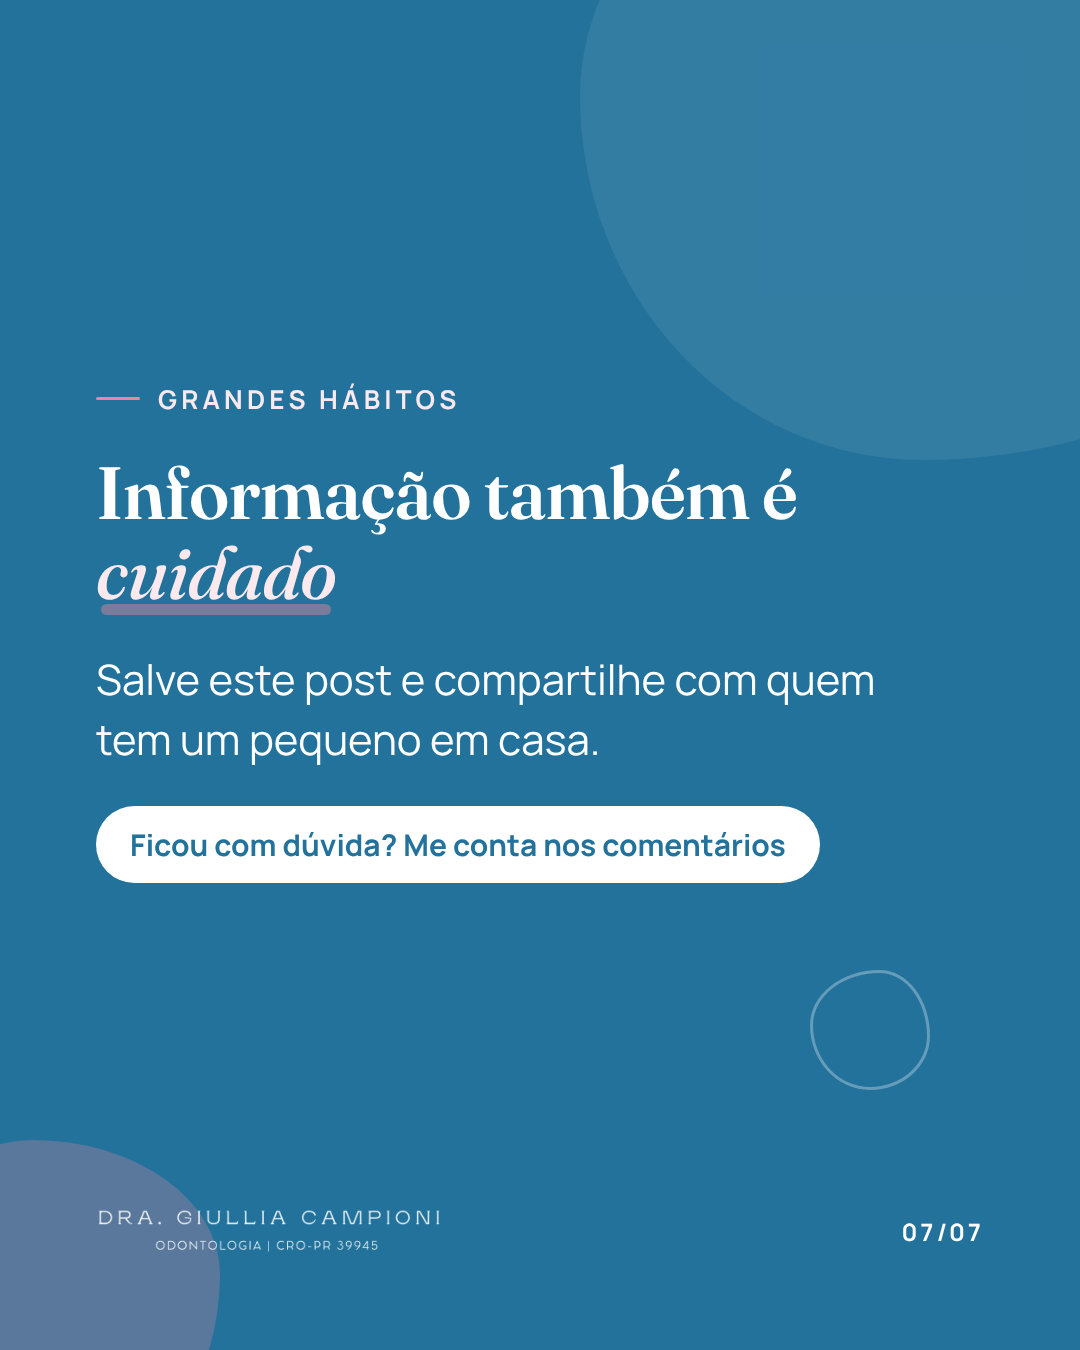 GRANDES HÁBITOS
Informação também é
cuidado
Salve este post e compartilhe com quem
tem um pequeno em casa.
Ficou com dúvida? Me conta nos comentários
DRA. GIULLIA CAMPIONI
ODONTOLOGIA | CRO-PR 39945
07/07